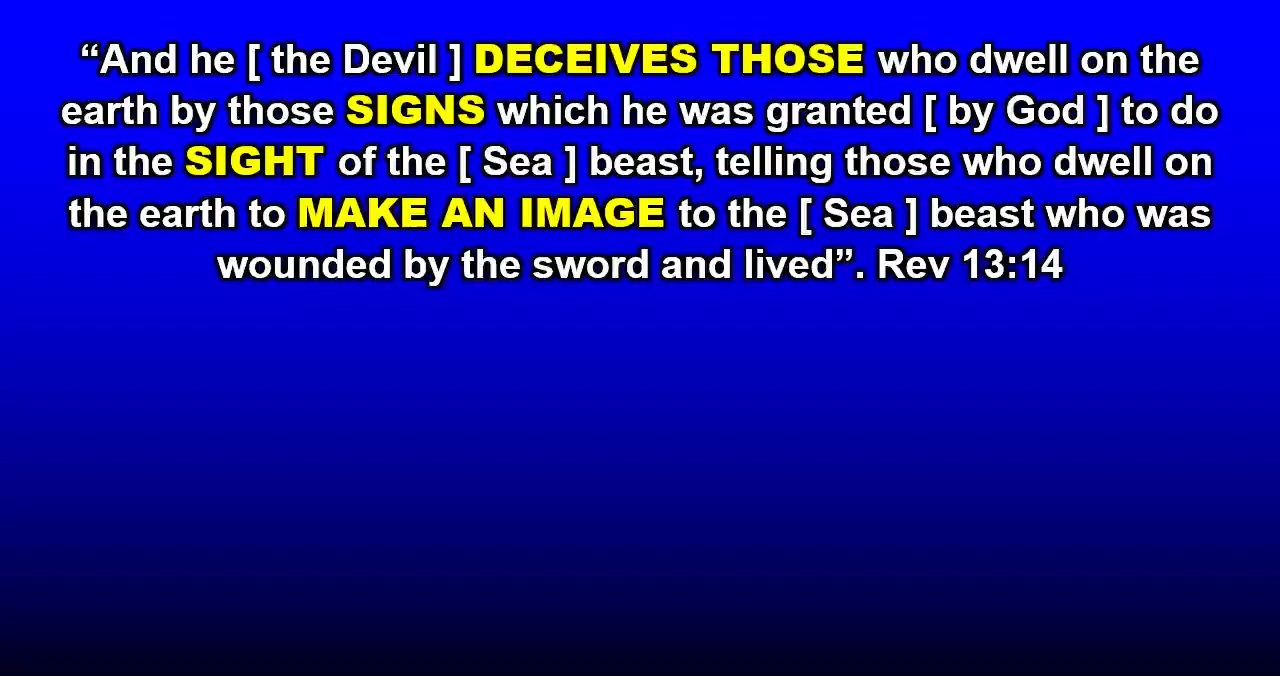 “And he [ the Devil ] DECEIVES THOSE who dwell on the
earth by those SIGNS which he was granted [ by God ] to do
in the SIGHT of the [ Sea ] beast, telling those who dwell on
the earth to MAKE AN IMAGE to the [ Sea ] beast who was
wounded by the sword and lived”. Rev 13:14